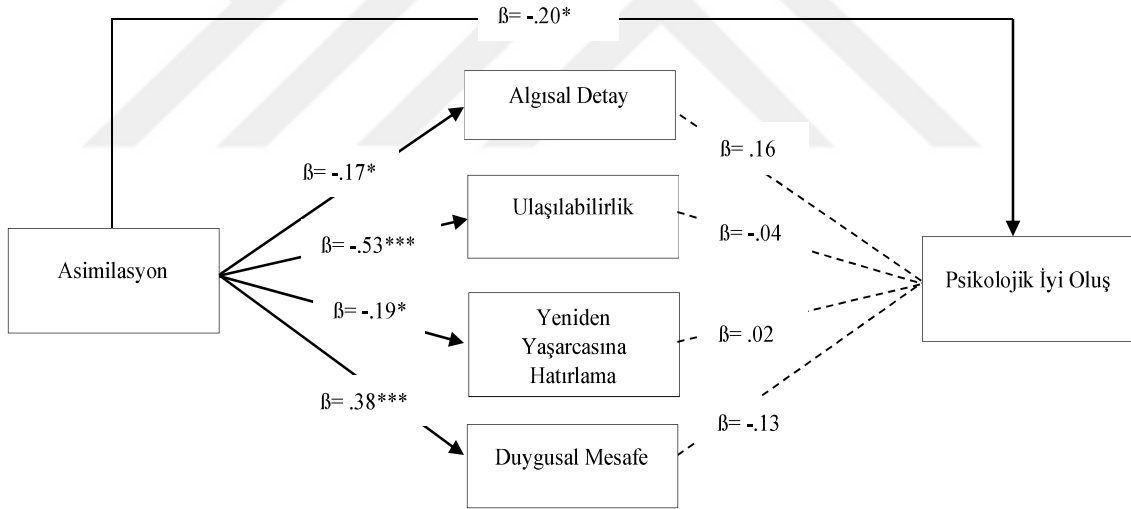 ß= -.20*
Algısal Detay
ß= -.17*
ß= .16
Ulaşılabilirlik
ß= -.53***
ß= -.04
Asimilasyon
Psikolojik İyi Oluş
ß= -.19*
Yeniden
Yaşarcasına
Hatırlama
ß= .02
ß= .38***
ß= -.13
Duygusal Mesafe